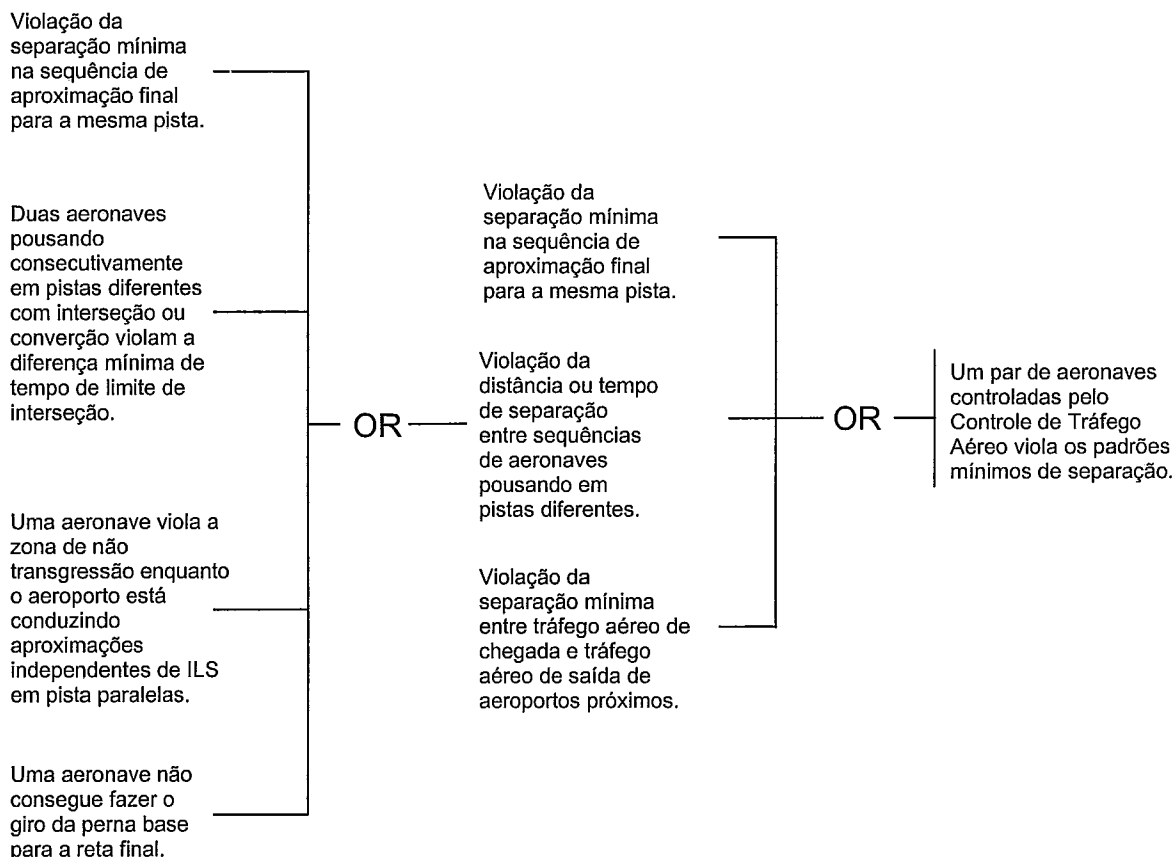 Violação da
separação mínima
na sequência de
aproximação final
para a mesma pista.
Duas aeronaves
pousando
consecutivamente
em pistas diferentes
com interseção ou
converção violam a
diferença mínima de
tempo de limite de
interseção.
Uma aeronave viola a
zona de não
transgressão enquanto
o aeroporto está
conduzindo
aproximações
independentes de ILS
em pista paralelas.
Uma aeronave não
consegue fazer o
giro da perna base
para a reta final.
OR
Violação da
separação mínima
na sequência de
aproximação final
para a mesma pista.
Violação da
distância ou tempo
de separação
entre sequências
de aeronaves
pousando em
pistas diferentes.
Violação da
separação mínima
entre tráfego aéreo de
chegada e tráfego
aéreo de saída de
aeroportos próximos.
OR
Um par de aeronaves
controladas pelo
Controle de Tráfego
Aéreo viola os padrões
mínimos de separação.